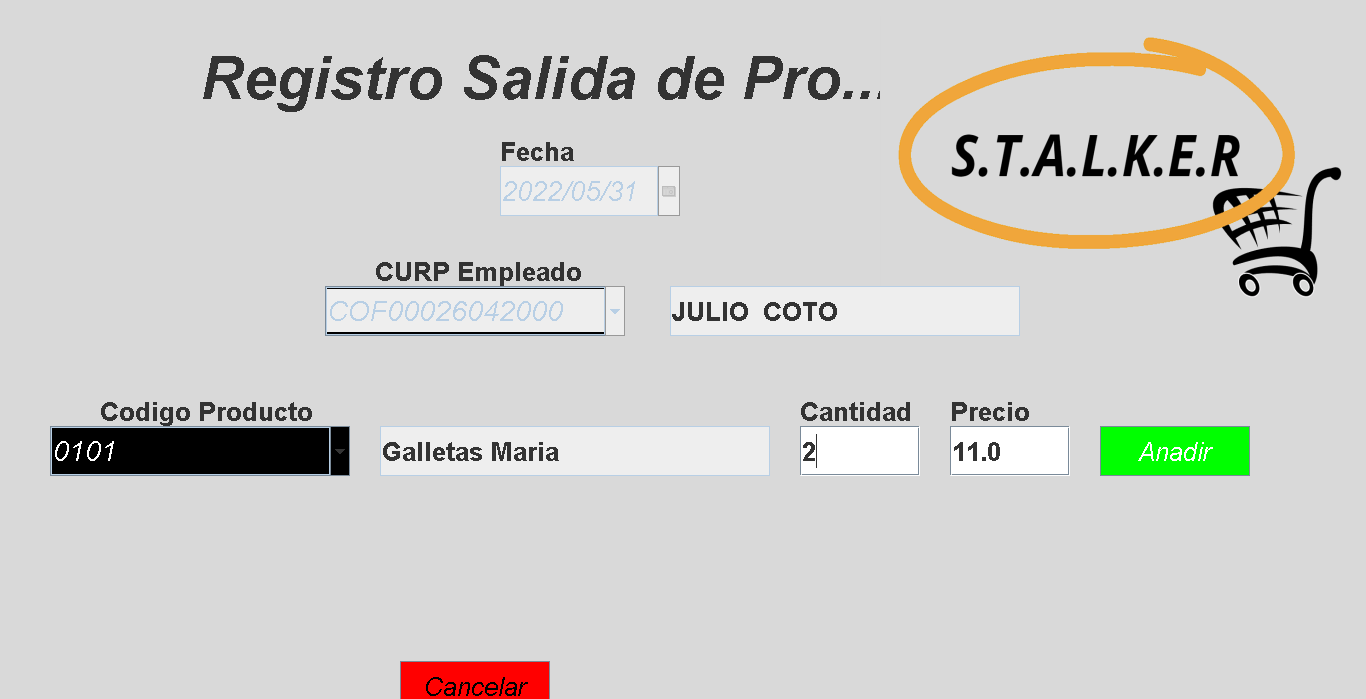 Registro Salida de Pro...
S.T.A.L.K.E.R
Fecha
2022/05/31
CURP Empleado
COF00026042000
JULIO COTO
Codigo Producto
Cantidad
Precio
0101
Galletas Maria
2
11.0
Anadir
Cancelar